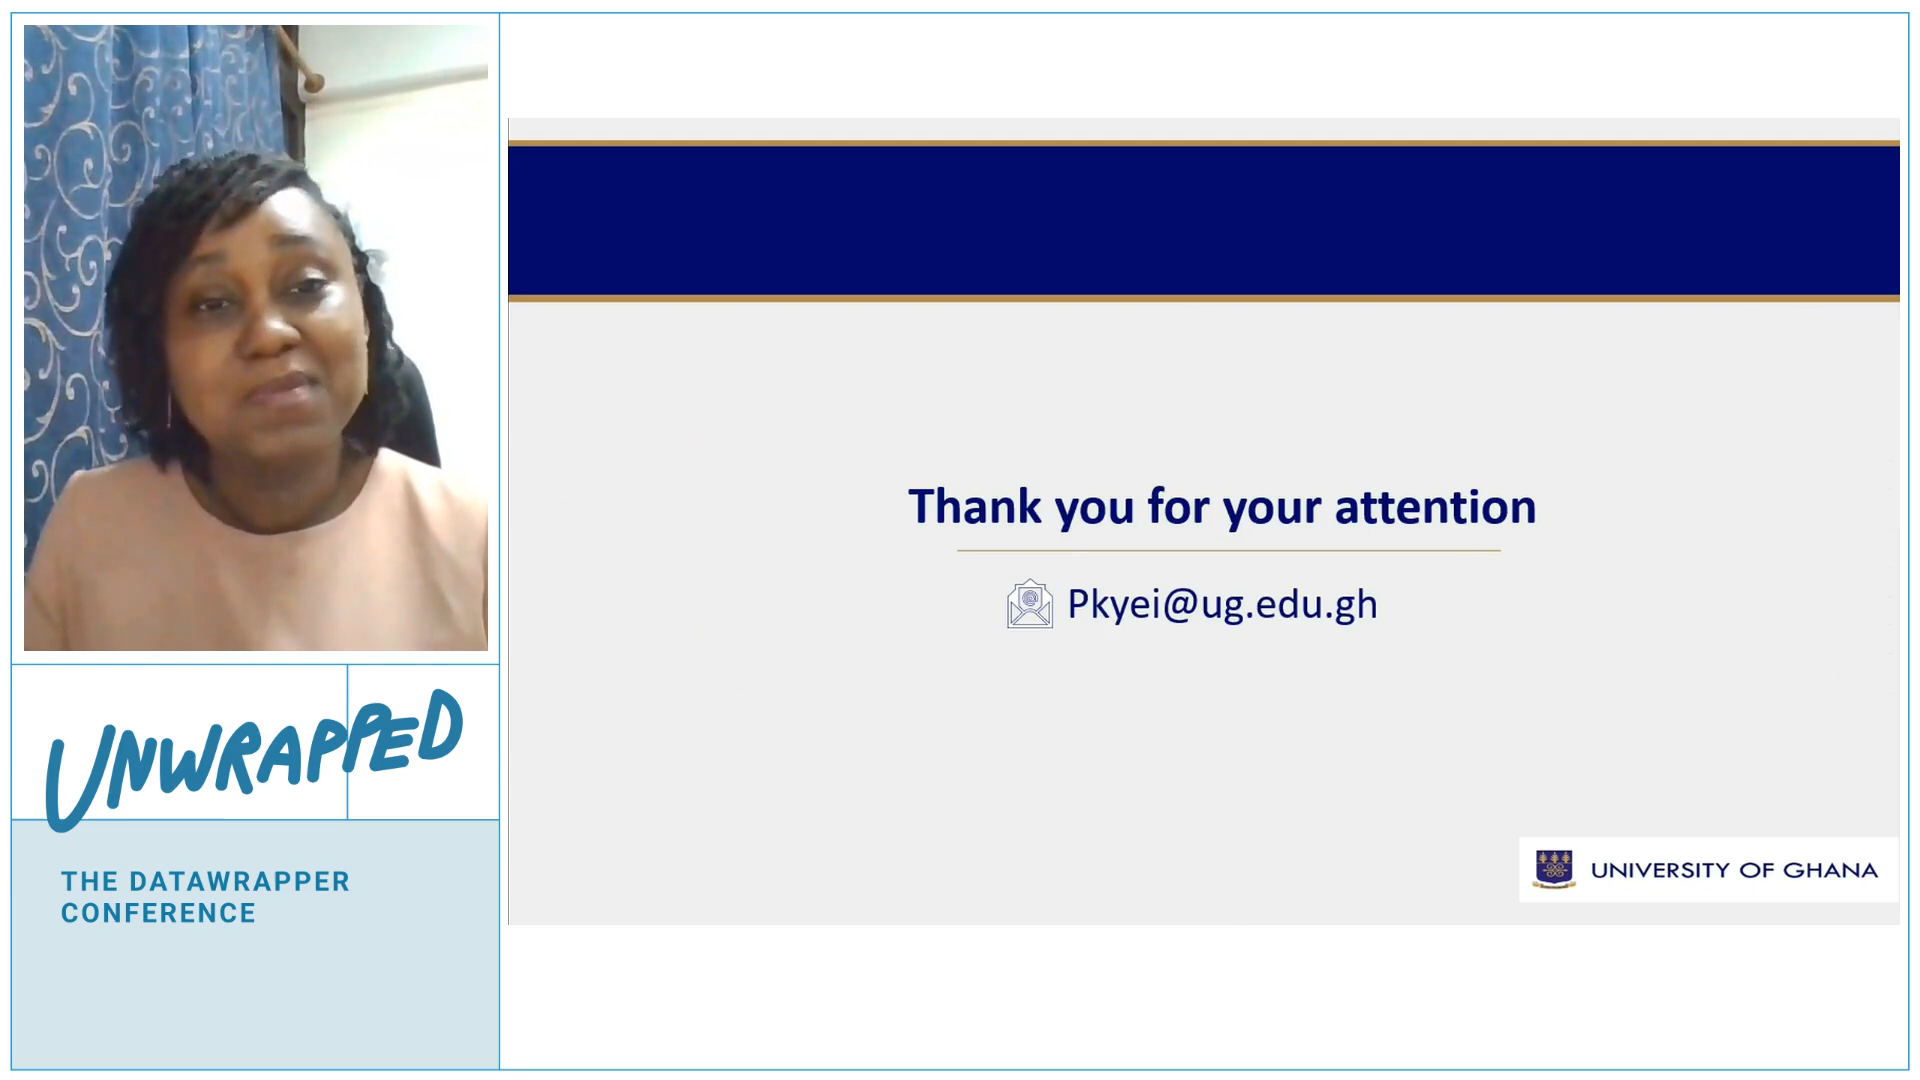 UNWRAPPED
THE DATAWRAPPER
CONFERENCE
Thank you for your attention
Pkyei@ug.edu.gh
UNIVERSITY OF GHANA